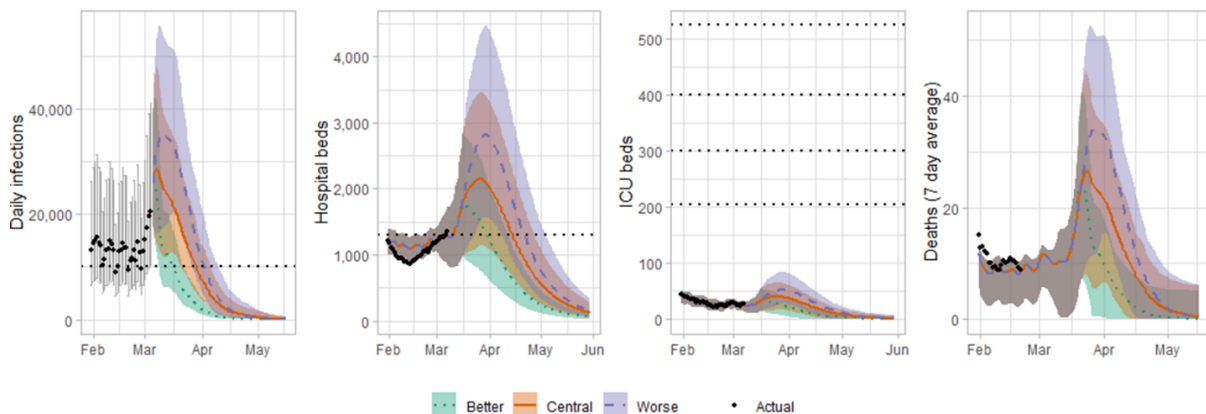 Daily infections
40,000
20,000
0
Feb Mar Apr May
Hospital beds
4,000
3,000
2,000
1,000
0
Feb Mar Apr May Jun
ICU beds
500
400
300
200
100
0
Feb Mar Apr May Jun
Deaths (7 day average)
40
20
0
Feb Mar Apr May
Better Central Worse Actual